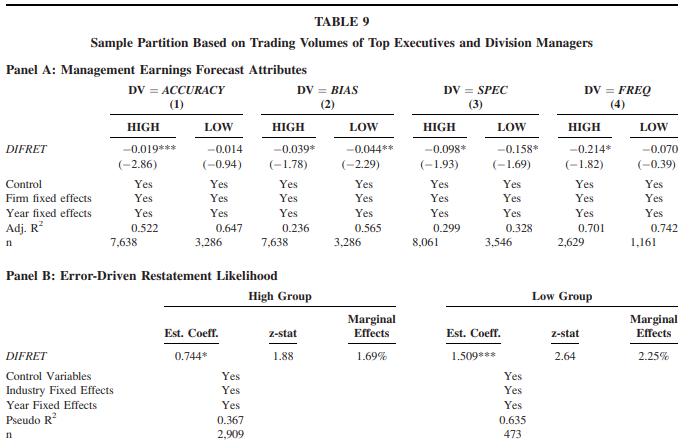 TABLE 9
Sample Partition Based on Trading Volumes of Top Executives and Division Managers
Panel A: Management Earnings Forecast Attributes
DV = ACCURACY DV = BIAS DV = SPEC DV = FREQ
(1) (2) (3) (4)
HIGH LOW HIGH LOW HIGH LOW HIGH LOW
DIFRET −0.019*** −0.014 −0.039* −0.044** −0.098* −0.158* −0.214* −0.070
(−2.86) (−0.94) (−1.78) (−2.29) (−1.93) (−1.69) (−1.82) (−0.39)
Control Yes Yes Yes Yes Yes Yes Yes Yes
Firm fixed effects Yes Yes Yes Yes Yes Yes Yes Yes
Year fixed effects Yes Yes Yes Yes Yes Yes Yes Yes
Adj. R² 0.522 0.647 0.236 0.565 0.299 0.328 0.701 0.742
n 7,638 3,286 7,638 3,286 8,061 3,546 2,629 1,161
Panel B: Error-Driven Restatement Likelihood
High Group Low Group
Marginal Marginal
Est. Coeff. z-stat Effects Est. Coeff. z-stat Effects
DIFRET 0.744* 1.88 1.69% 1.509*** 2.64 2.25%
Control Variables Yes Yes
Industry Fixed Effects Yes Yes
Year Fixed Effects Yes Yes
Pseudo R² 0.367 0.635
n 2,909 473